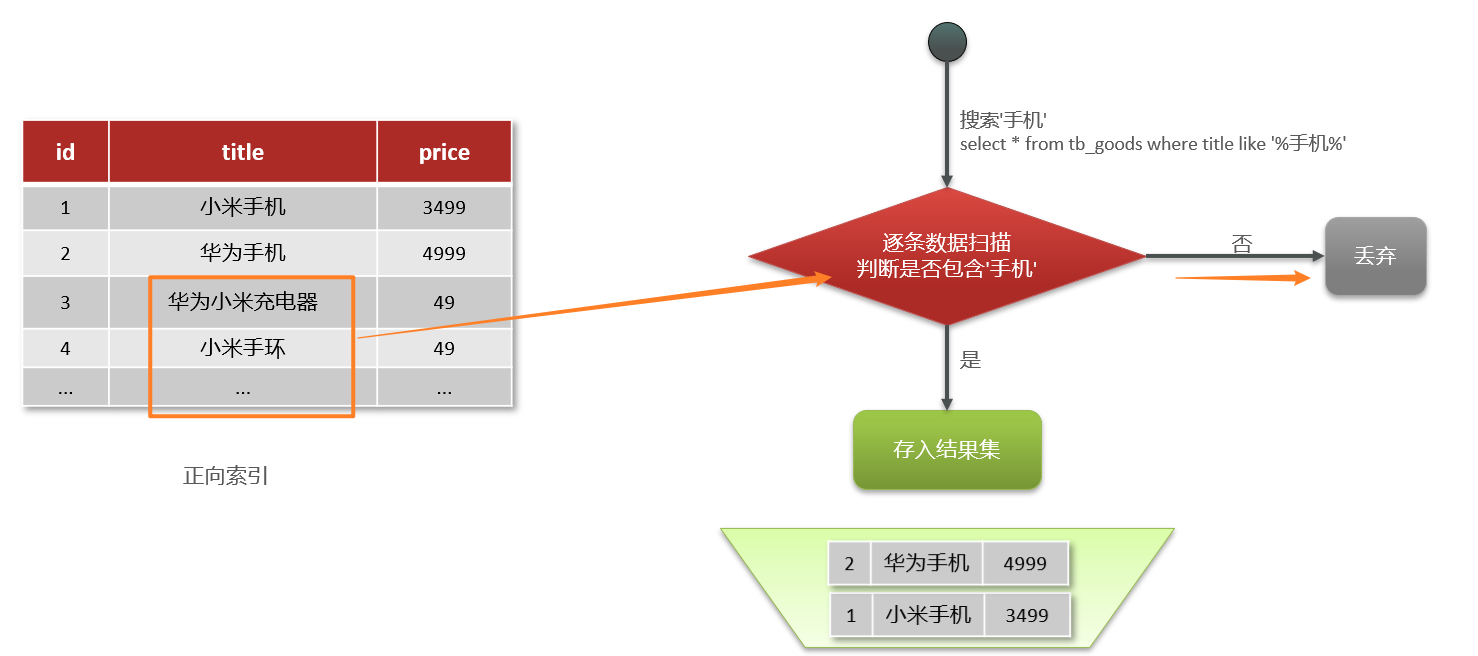 id title price
1 小米手机 3499
2 华为手机 4999
3 华为小米充电器 49
4 小米手环 49
... ... ...
正向索引
搜索'手机'
select * from tb_goods where title like '%手机%'
逐条数据扫描
判断是否包含'手机'
否
丢弃
是
存入结果集
2 华为手机 4999
1 小米手机 3499